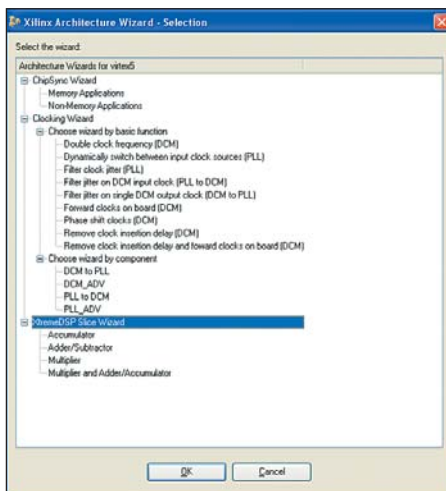 Xilinx Architecture Wizard - Selection
Select the wizard:
Architecture Wizards for virtex5
ChipSync Wizard
Memory Applications
Non-Memory Applications
Clocking Wizard
Choose wizard by basic function
Double clock frequency (DCM)
Dynamically switch between input clock sources (PLL)
Filter clock jitter (PLL)
Filter jitter on DCM input clock (PLL to DCM)
Filter jitter on single DCM output clock (DCM to PLL)
Forward clocks on board (DCM)
Phase shift clocks (DCM)
Remove clock insertion delay (DCM)
Remove clock insertion delay and foward clocks on board (DCM)
Choose wizard by component
DCM to PLL
DCM_ADV
PLL to DCM
PLL_ADV
XtremeDSP Slice Wizard
Accumulator
Adder/Subtractor
Multiplier
Multiplier and Adder/Accumulator
OK Cancel